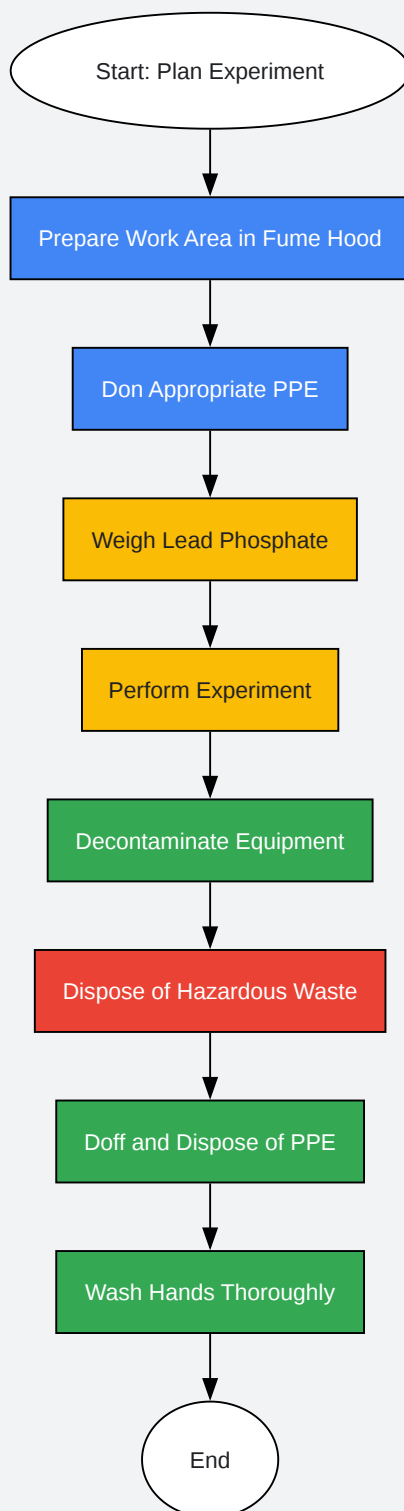 Start: Plan Experiment
Prepare Work Area in Fume Hood
Don Appropriate PPE
Weigh Lead Phosphate
Perform Experiment
Decontaminate Equipment
Dispose of Hazardous Waste
Doff and Dispose of PPE
Wash Hands Thoroughly
End